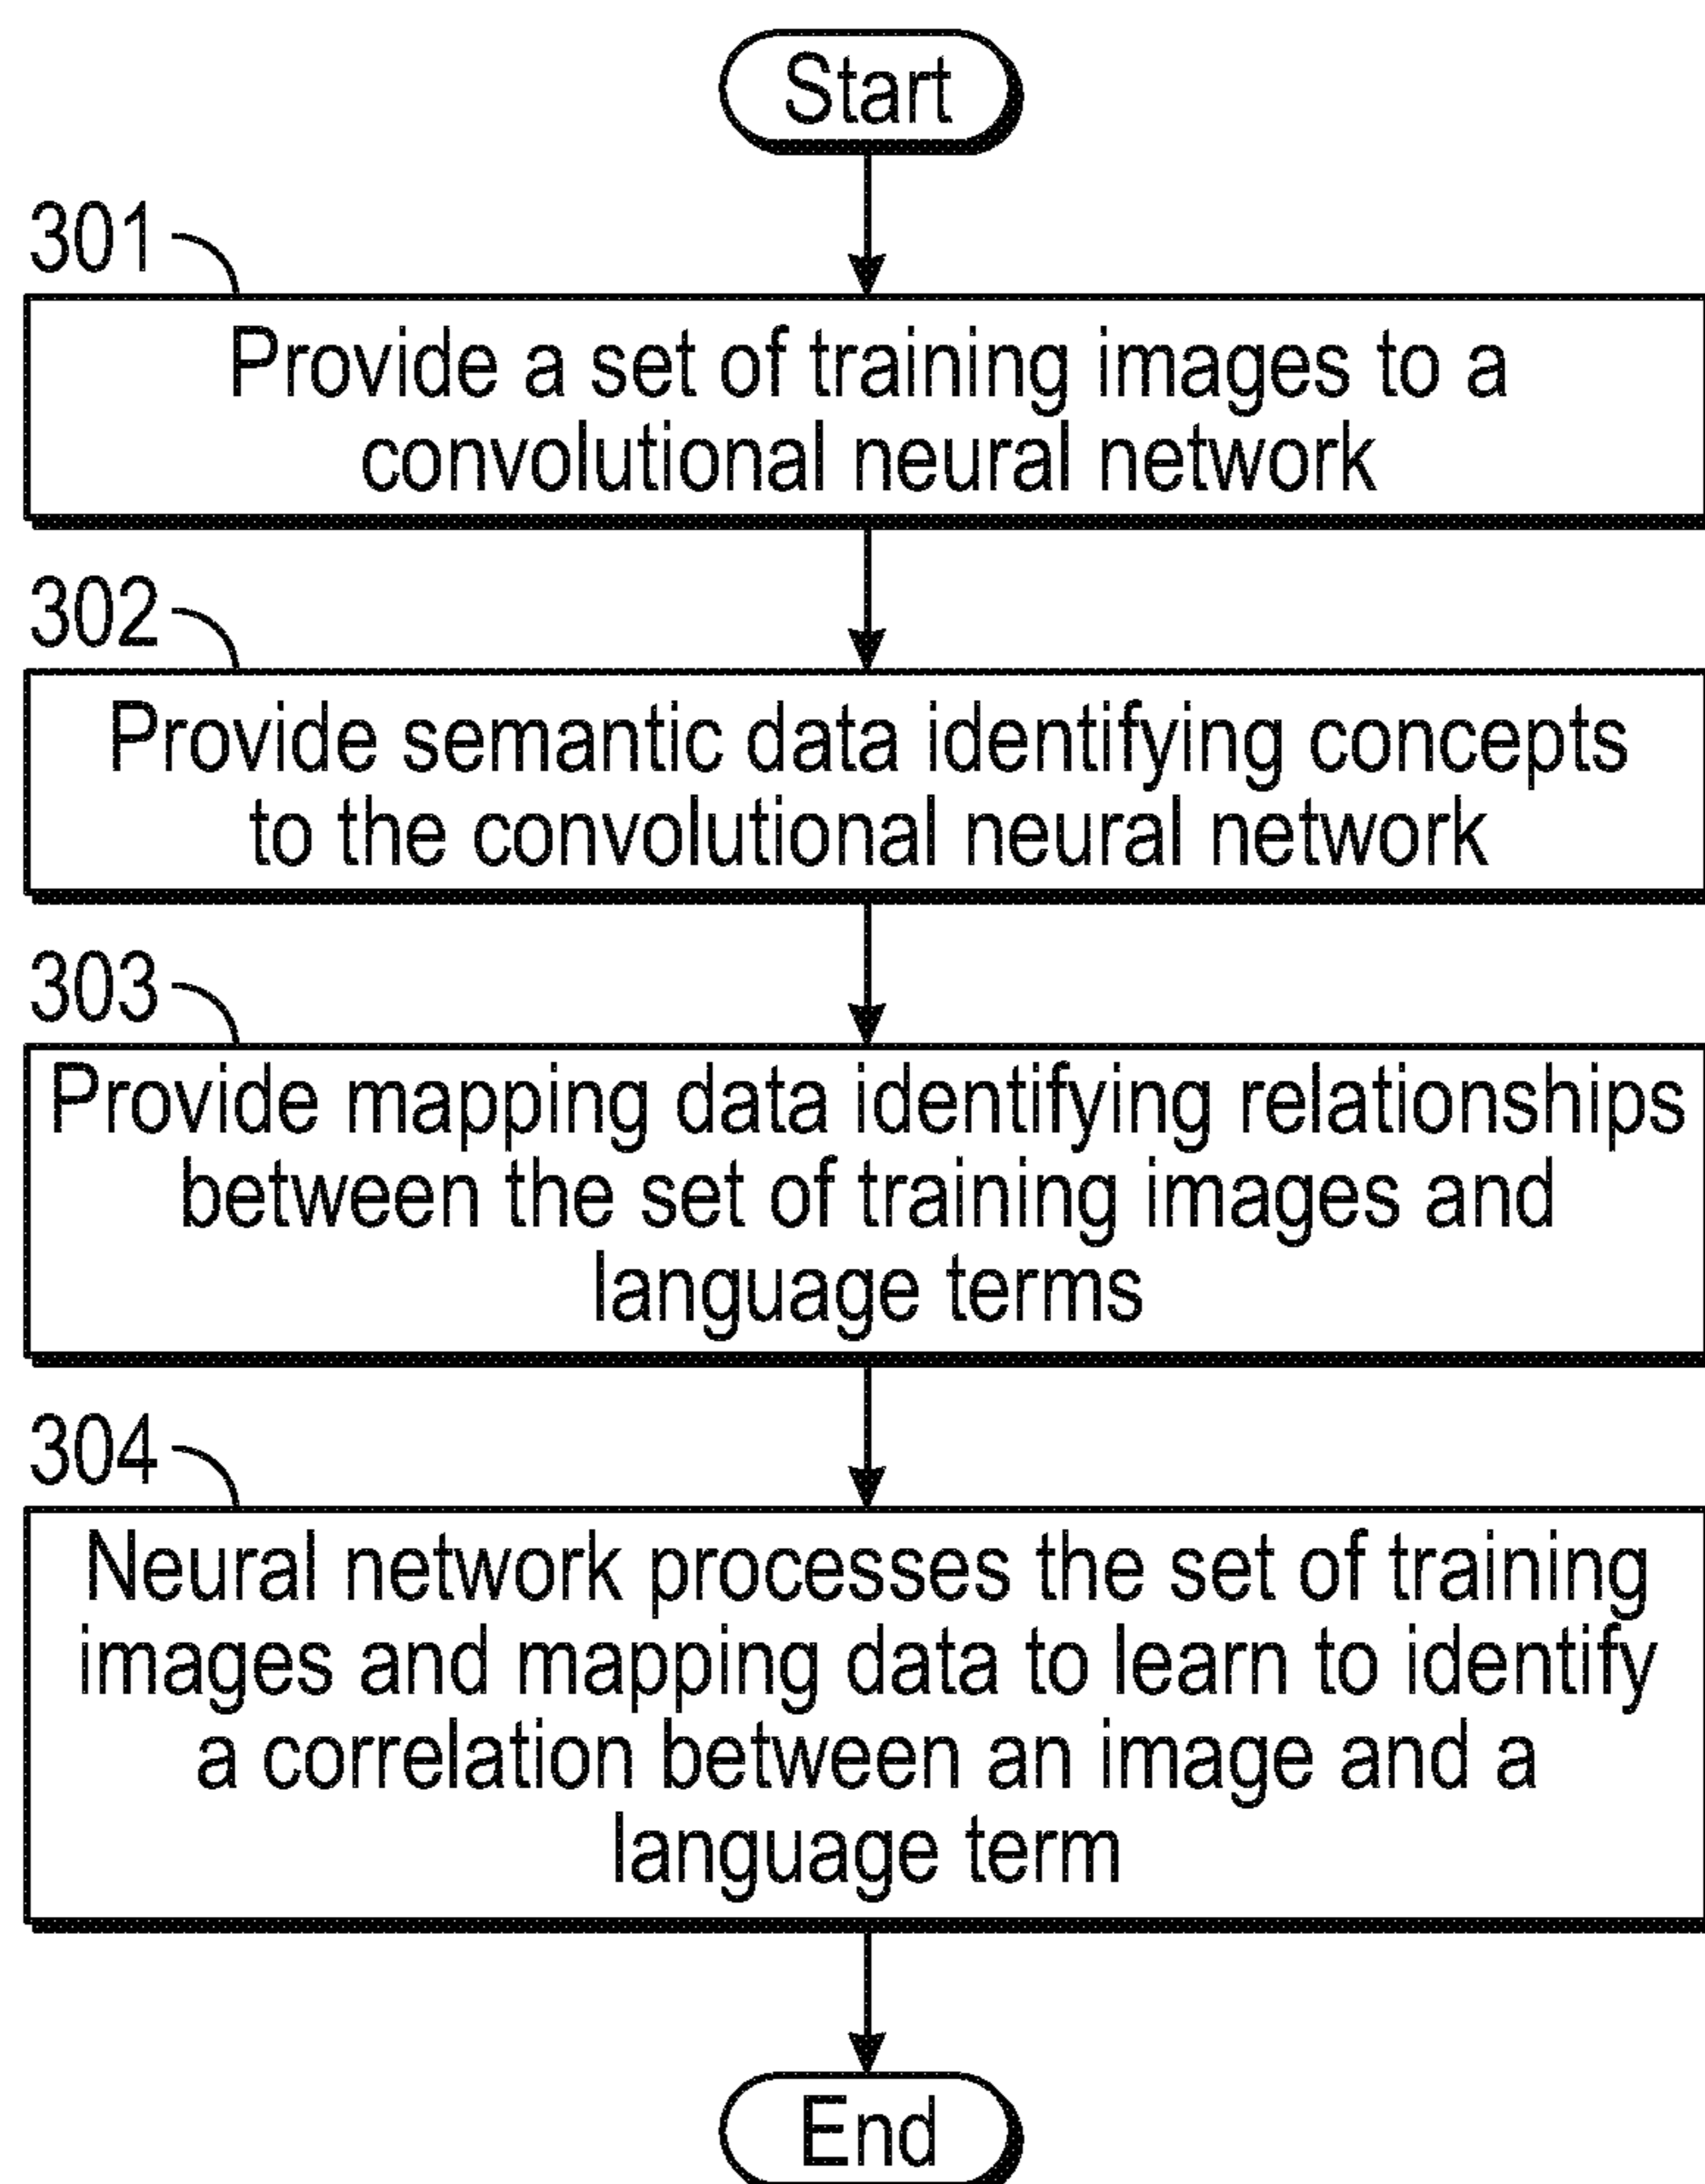 Start
301
Provide a set of training images to a
convolutional neural network
302
Provide semantic data identifying concepts
to the convolutional neural network
303
Provide mapping data identifying relationships
between the set of training images and
language terms
304
Neural network processes the set of training
images and mapping data to learn to identify
a correlation between an image and a
language term
End